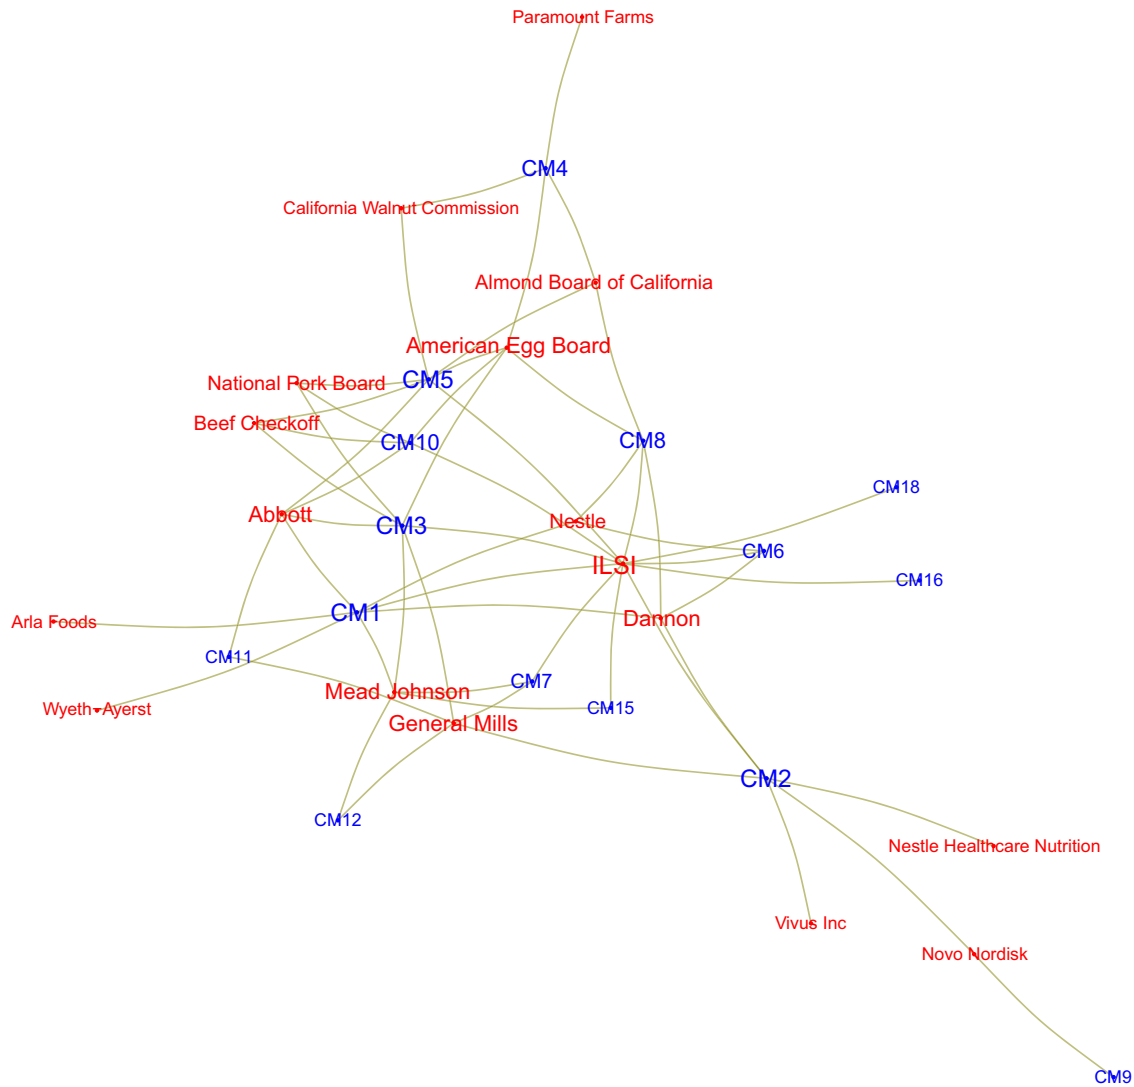 Paramount Farms
CM4
California Walnut Commission
Almond Board of California
American Egg Board
National Pork Board
CM5
Beef Checkoff
CM10
CM8
CM18
Abbott
CM3
Nestle
CM6
ILSI
CM16
CM1
Arla Foods
Dannon
CM11
CM7
Mead Johnson
CM15
Wyeth-Ayerst
General Mills
CM2
CM12
Nestle Healthcare Nutrition
Vivus Inc
Novo Nordisk
CM9